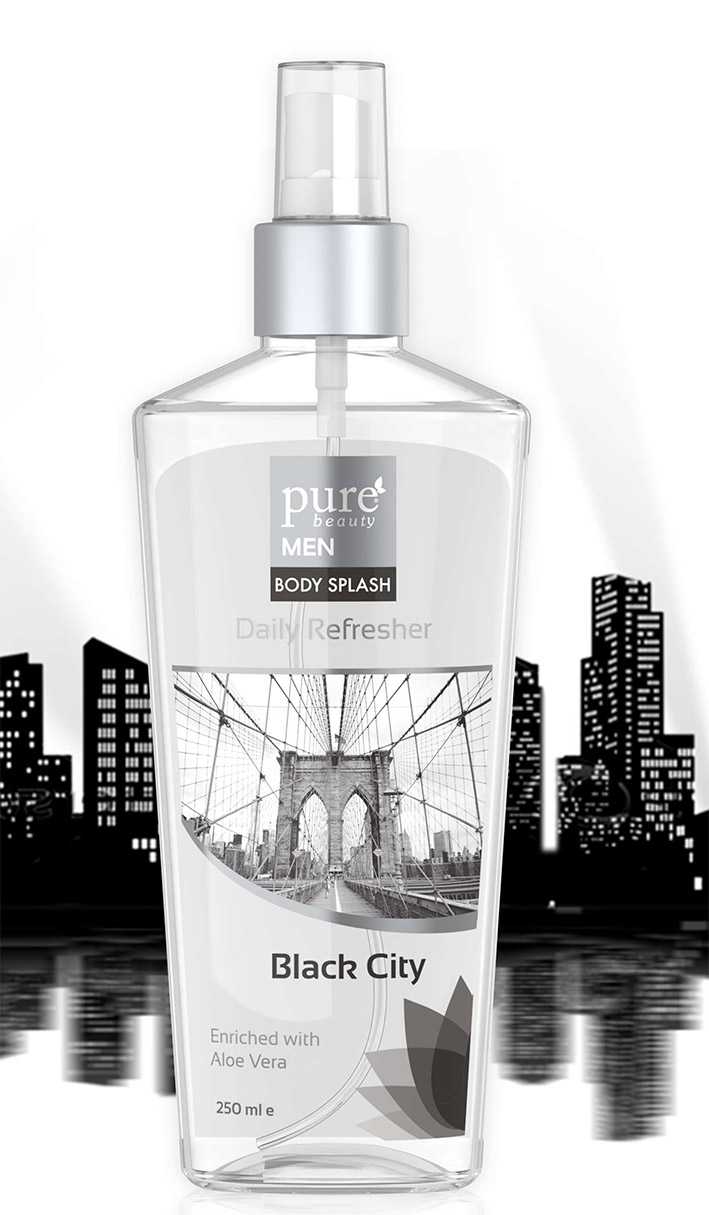 pure
beauty
MEN
BODY SPLASH
Daily Refresher
Black City
Enriched with
Aloe Vera
250 ml e